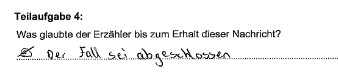 Teilaufgabe 4:
Was glaubte der Erzähler bis zum Erhalt dieser Nachricht?
Der Fall sei abgeschlossen